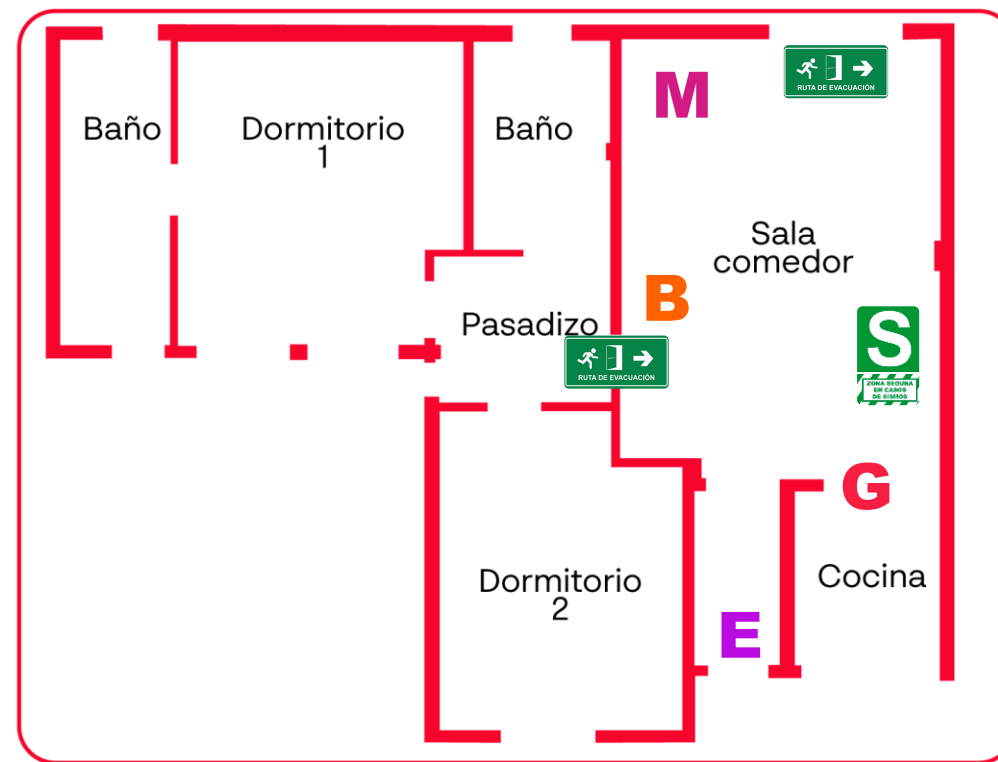 RUTA DE EVACUACIÓN
M
Baño
Dormitorio
1
Baño
Sala
comedor
B
Pasadizo
S
ZONA SEGURA
EN CASOS
DE SISMOS
RUTA DE EVACUACIÓN
G
Dormitorio
2
Cocina
E